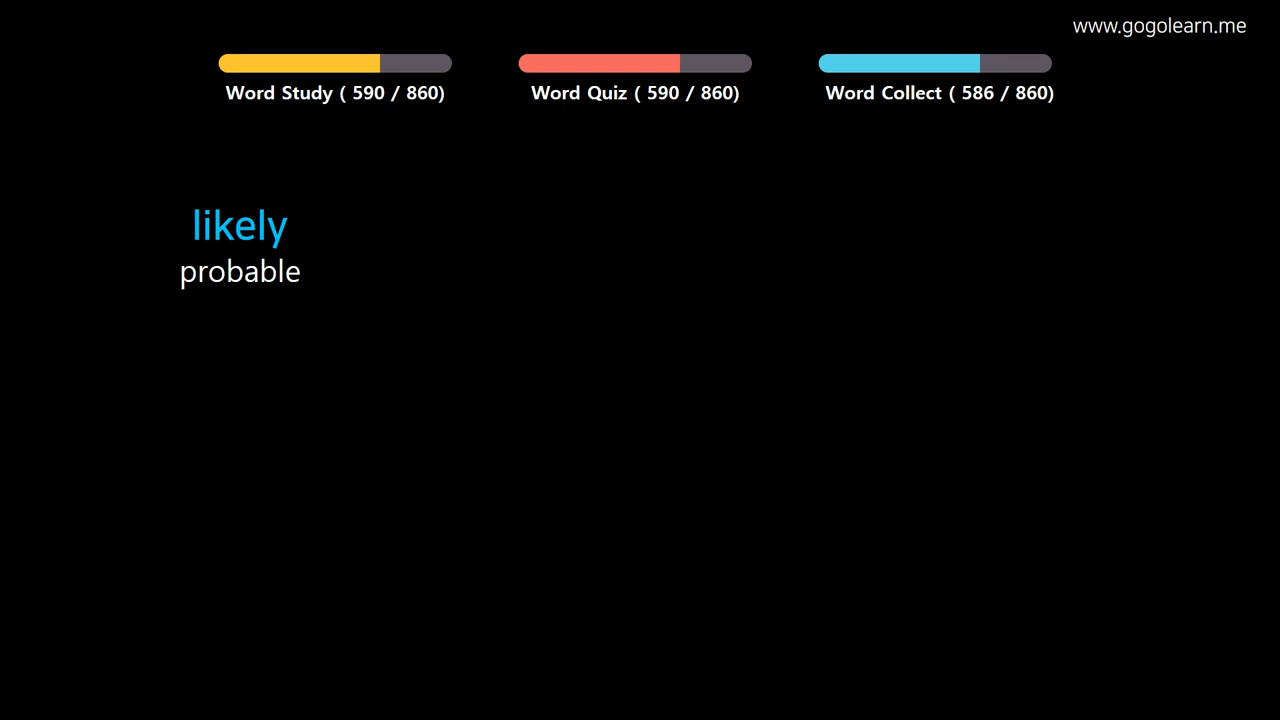 www.gogolearn.me
Word Study ( 590 / 860)
Word Quiz ( 590 / 860)
Word Collect ( 586 / 860)
likely
probable